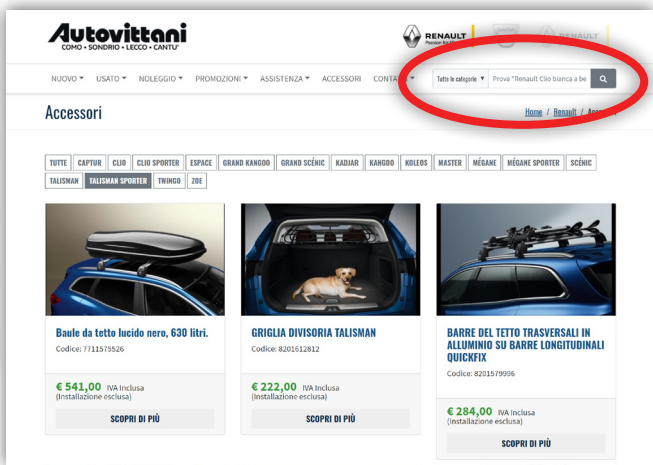 Autovittani
COMO • SONDRIO • LECCO • CANTU'
RENAULT
RENAULT
NUOVO USATO NOLEGGIO PROMOZIONI ASSISTENZA ACCESSORI
Tutte le categorie Prova "Renault Clio bianca a be
Accessori
Home / Renault /
TUTTE CAPTUR CLIO CLIO SPORTER ESPACE GRAND KANGOO GRAND SCÉNIC KADJAR KANGOO KOLEOS MASTER MÉGANE MÉGANE SPORTER SCÉNIC
TALISMAN TALISMAN SPORTER TWINGO ZOE
Baule da tetto lucido nero, 630 litri.
Codice: 7711575526
€ 541,00 IVA Inclusa
(Installazione esclusa)
SCOPRI DI PIÙ
GRIGLIA DIVISORIA TALISMAN
Codice: 8201612812
€ 222,00 IVA Inclusa
(Installazione esclusa)
SCOPRI DI PIÙ
BARRE DEL TETTO TRASVERSALI IN
ALLUMINIO SU BARRE LONGITUDINALI
QUICKFIX
Codice: 8201579996
€ 284,00 IVA Inclusa
(Installazione esclusa)
SCOPRI DI PIÙ